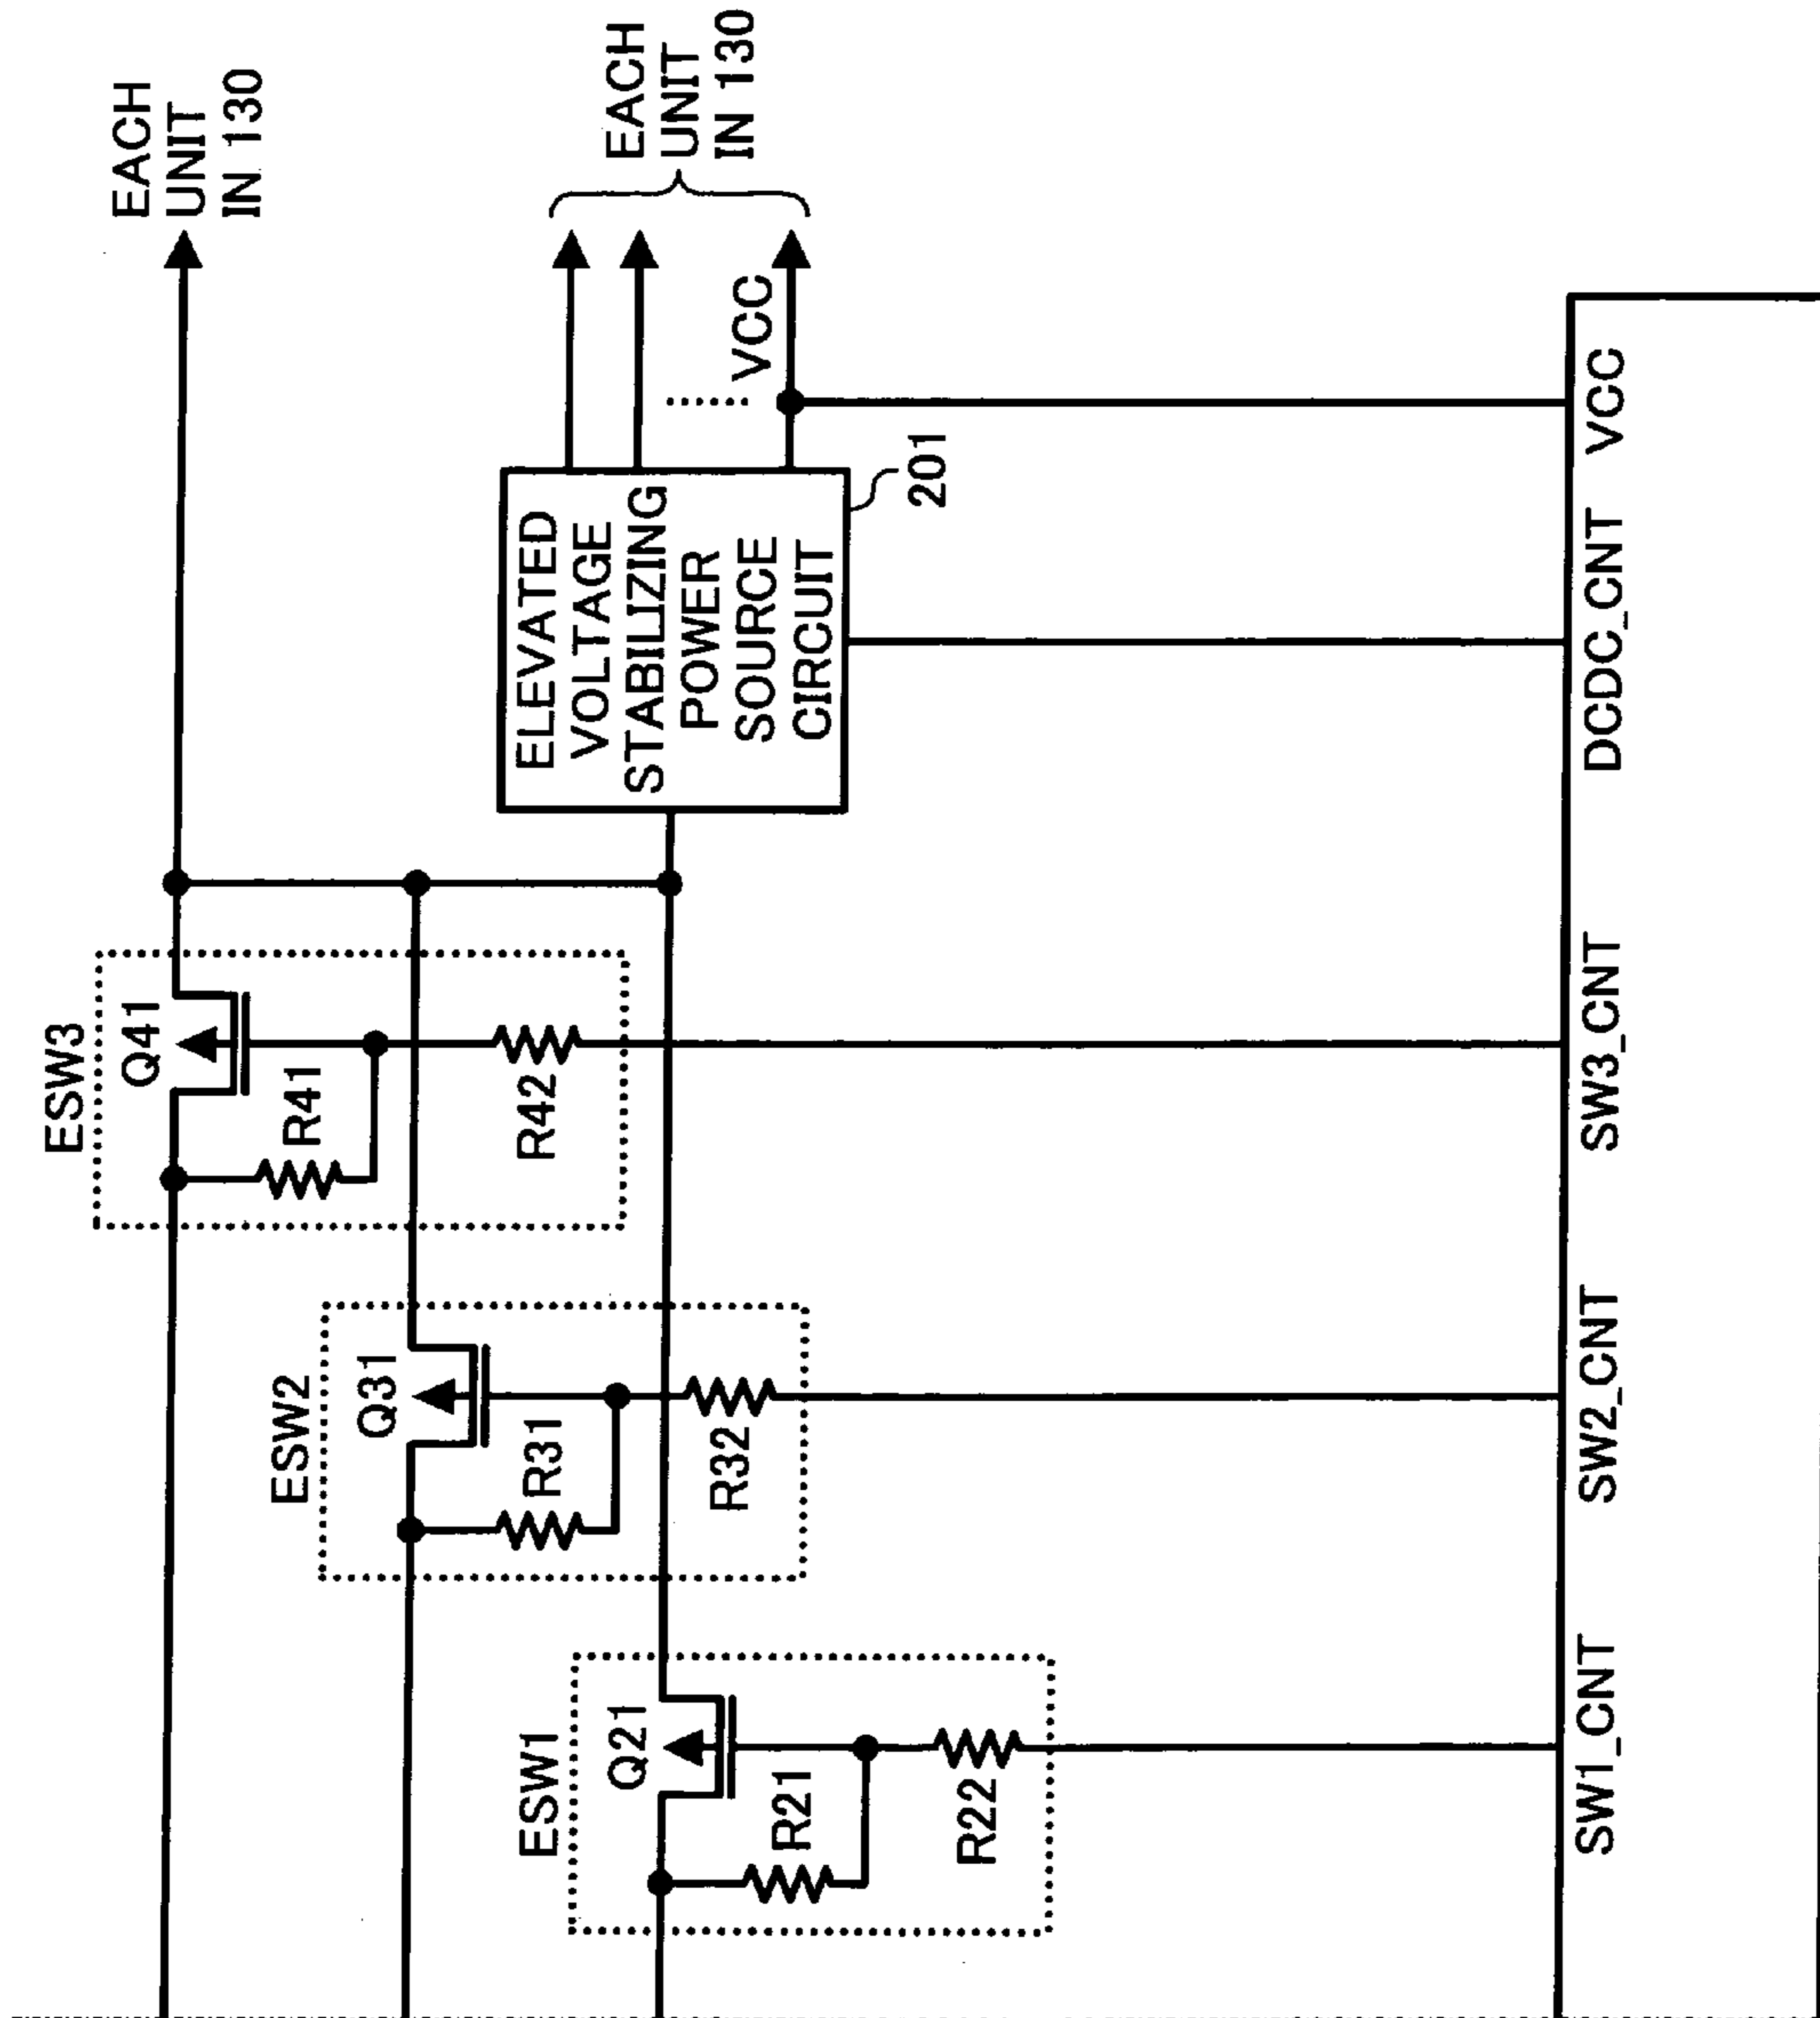 EACH
UNIT
IN 130
EACH
UNIT
IN 130
ESW3
Q41
R41
R42
ESW2
Q31
R31
R32
ESW1
Q21
R21
R22
ELEVATED
VOLTAGE
STABILIZING
POWER
SOURCE
CIRCUIT
201
VCC
SW1_CNT
SW2_CNT
SW3_CNT
DCDC_CNT
VCC